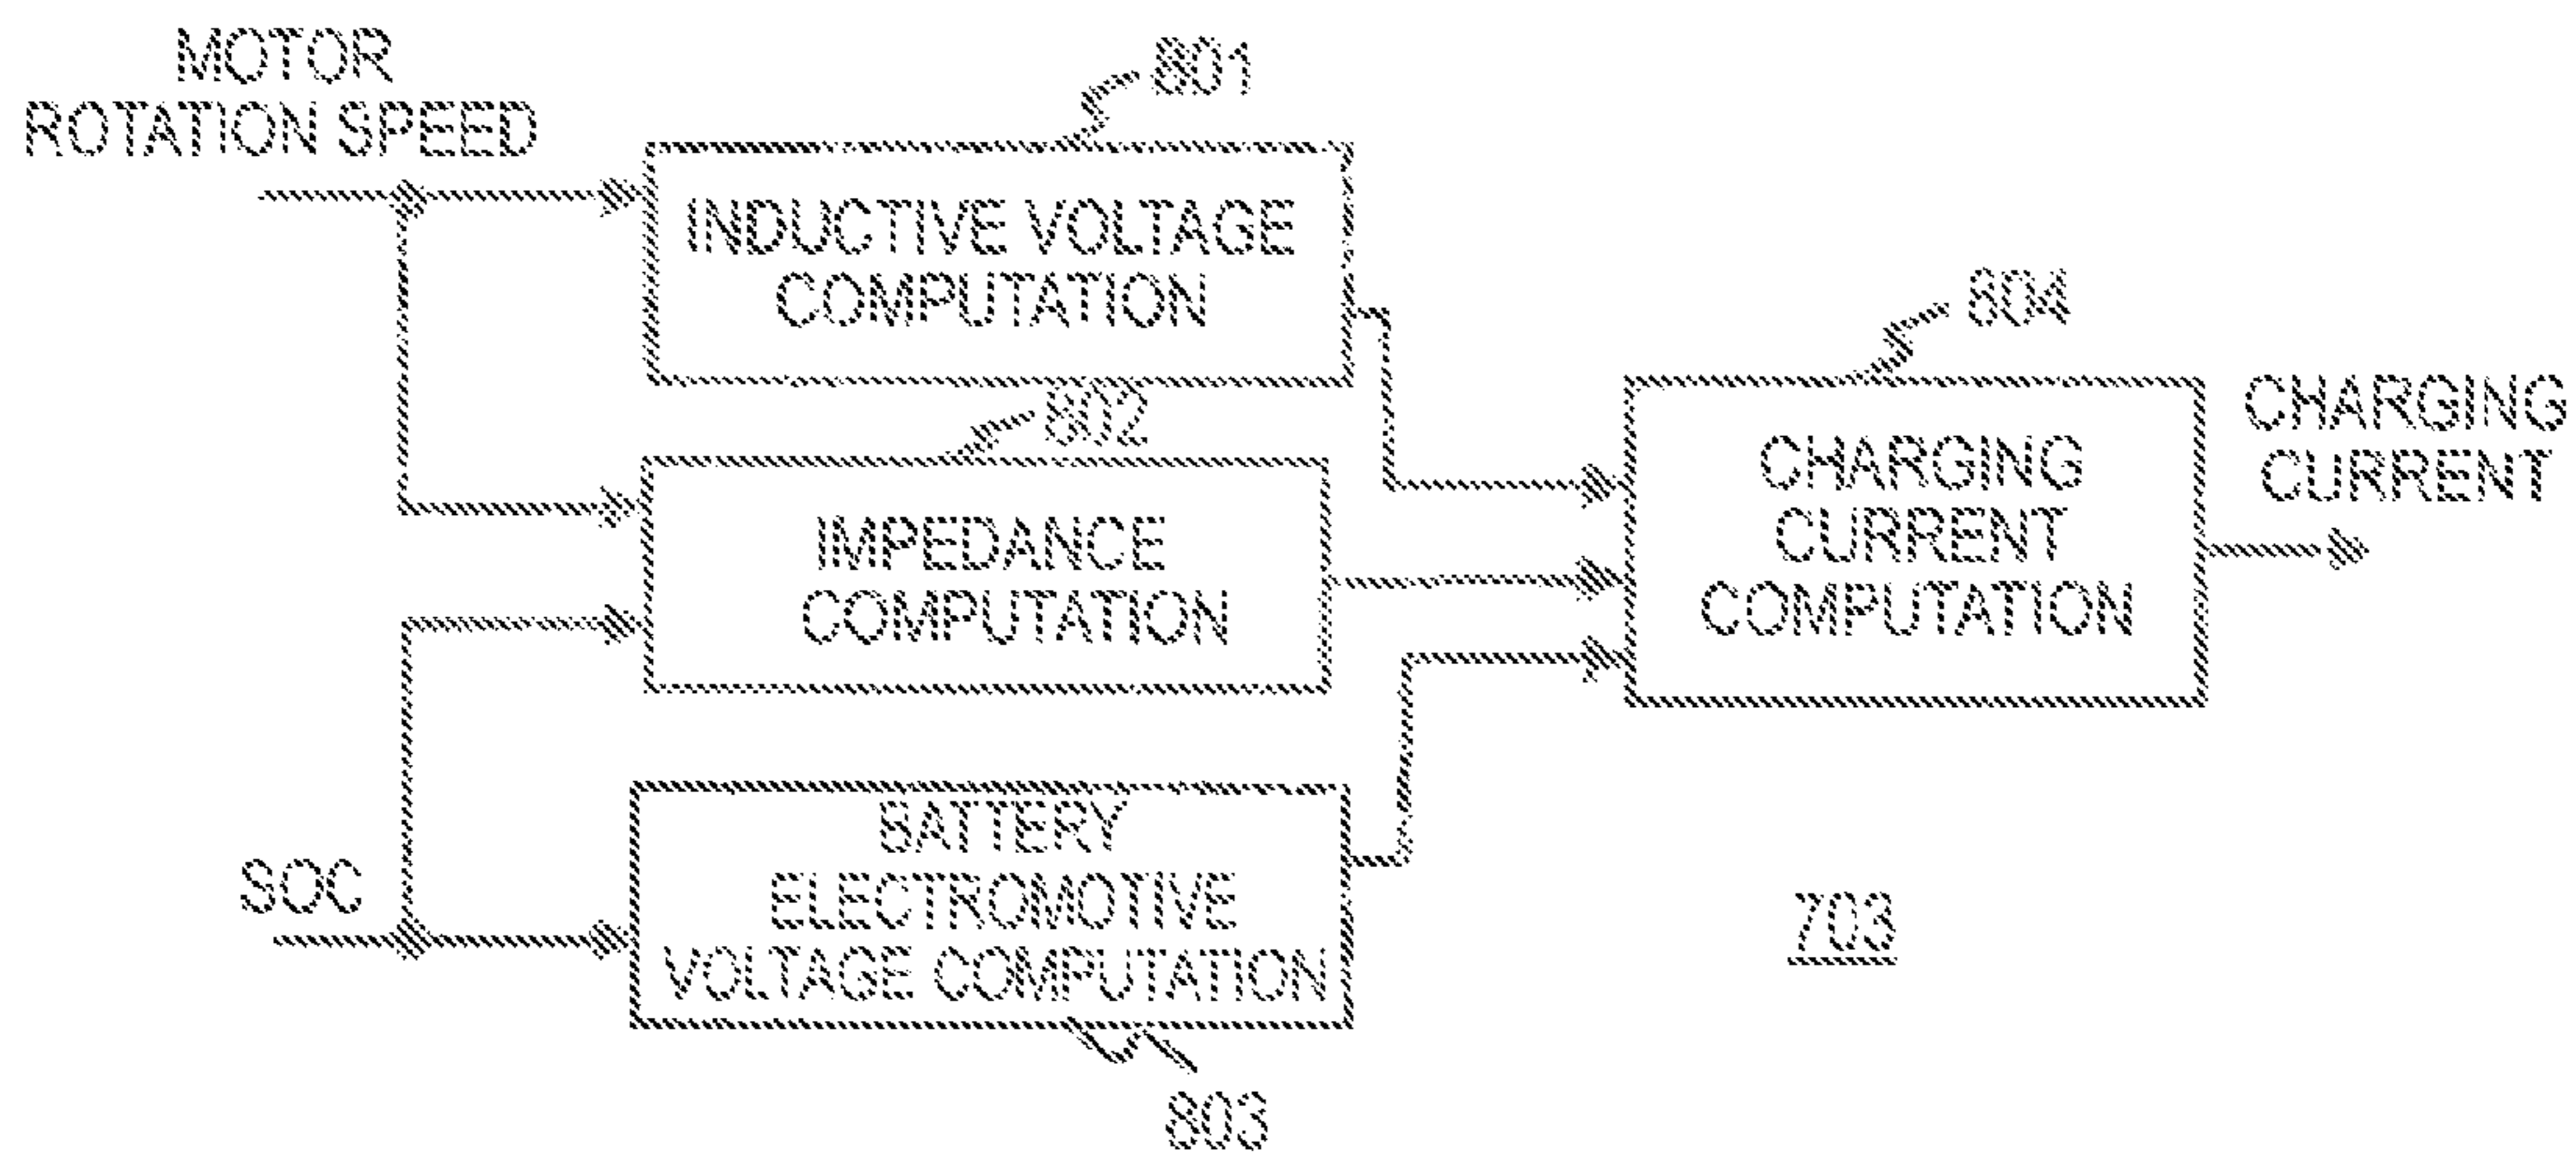 MOTOR
ROTATION SPEED
801
INDUCTIVE VOLTAGE
COMPUTATION
802
IMPEDANCE
COMPUTATION
SOC
BATTERY
ELECTROMOTIVE
VOLTAGE COMPUTATION
803
804
CHARGING
CURRENT
COMPUTATION
CHARGING
CURRENT
703